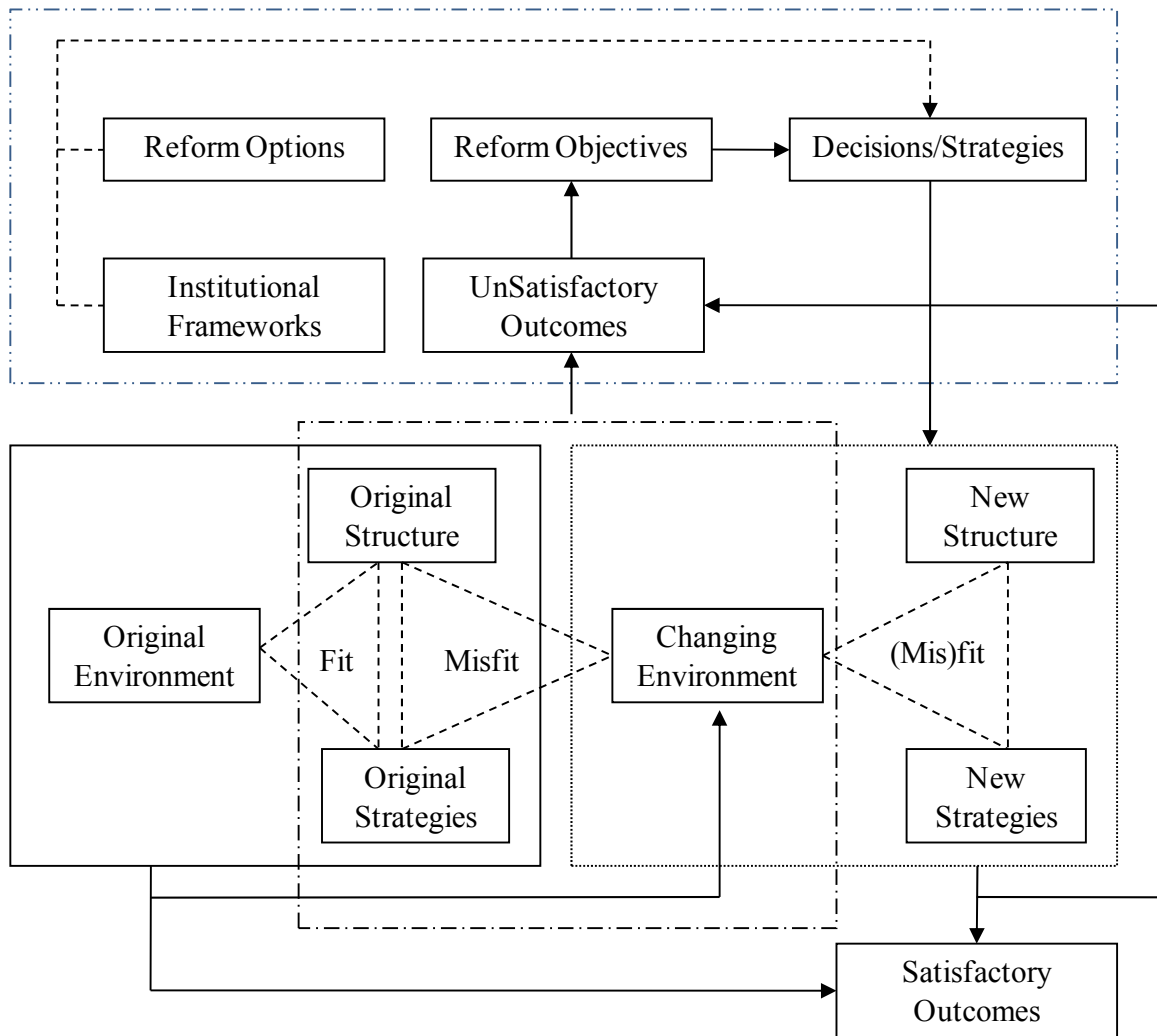 Reform Options
Reform Objectives
Decisions/Strategies
Institutional
Frameworks
UnSatisfactory
Outcomes
Original
Structure
New
Structure
Original
Environment
Fit
Misfit
Changing
Environment
(Mis)fit
Original
Strategies
New
Strategies
Satisfactory
Outcomes